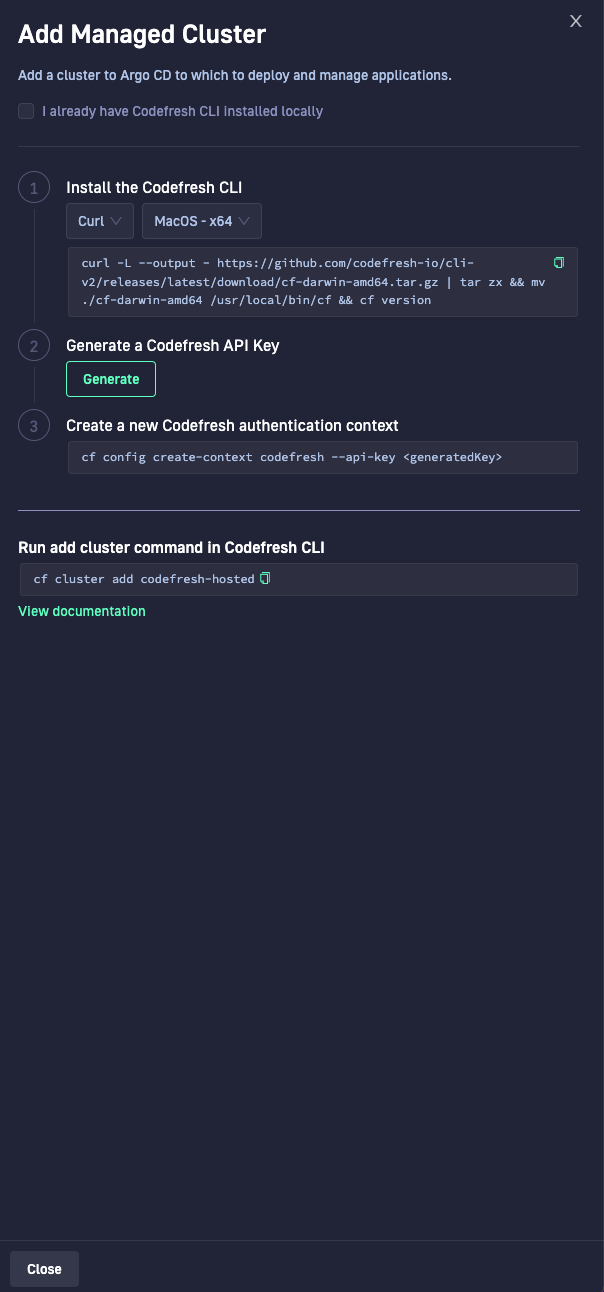 Add Managed Cluster
X
Add a cluster to Argo CD to which to deploy and manage applications.
I already have Codefresh CLI installed locally
1 Install the Codefresh CLI
Curl MacOS - x64
curl -L --output - https://github.com/codefresh-io/cli-
v2/releases/latest/download/cf-darwin-amd64.tar.gz | tar zx && mv
./cf-darwin-amd64 /usr/local/bin/cf && cf version
2 Generate a Codefresh API Key
Generate
3 Create a new Codefresh authentication context
cf config create-context codefresh --api-key <generatedKey>
Run add cluster command in Codefresh CLI
cf cluster add codefresh-hosted
View documentation
Close